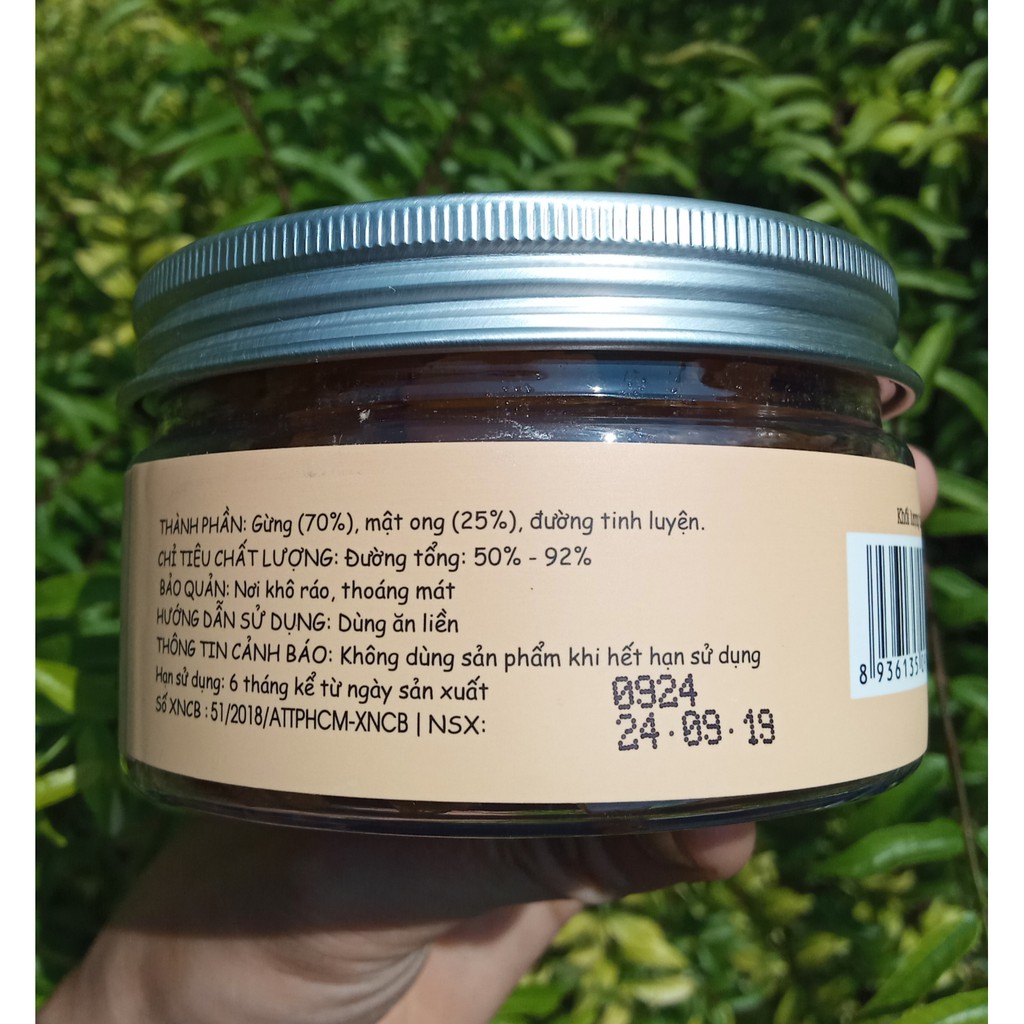 THÀNH PHẦN: Gừng (70%), mật ong (25%), đường tinh luyện.
CHỈ TIÊU CHẤT LƯỢNG: Đường tổng: 50% - 92%
BẢO QUẢN: Nơi khô ráo, thoáng mát
HƯỚNG DẪN SỬ DỤNG: Dùng ăn liền
THÔNG TIN CẢNH BÁO: Không dùng sản phẩm khi hết hạn sử dụng
Hạn sử dụng: 6 tháng kể từ ngày sản xuất
Số XNCB : 51/2018/ATTPHCM-XNCB | NSX:
0924
24.09.19
Khối
8 936135